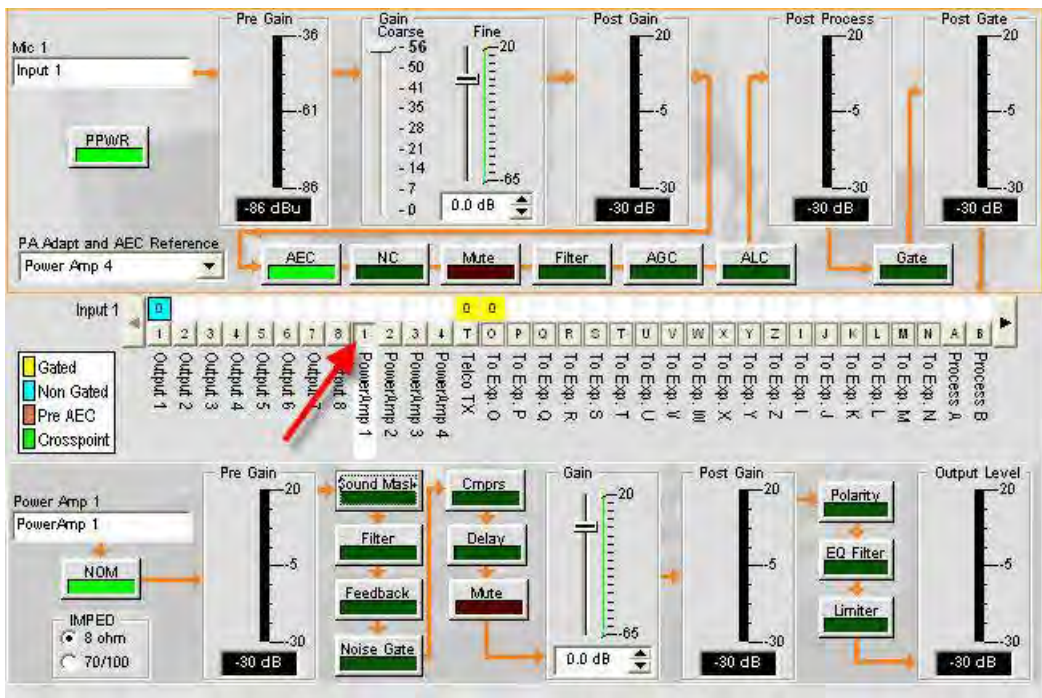 Pre Gain
Gain
Post Gain
Post Process
Post Gate
Coarse
Fine
Mic 1
Input 1
PPWR
-36
-61
-86
-86 dBu
- 56
- 50
- 41
- 35
- 28
- 21
- 14
- 7
- 0
20
-65
0.0 dB
20
-5
-30
-30 dB
20
-5
-30
-30 dB
20
-5
-30
-30 dB
PA Adapt and AEC Reference
Power Amp 4
AEC
NC
Mute
Filter
AGC
ALC
Gate
Input 1
0
0 0
1 2 3 4 5 6 7 8 1 2 3 4 T O P Q R S T U V W X Y Z I J K L M N A B
Output 1
Output 2
Output 3
Output 4
Output 5
Output 6
Output 7
Output 8
PowerAmp 1
PowerAmp 2
PowerAmp 3
PowerAmp 4
Telco TX
To Exp. O
To Exp. P
To Exp. Q
To Exp. R
To Exp. S
To Exp. T
To Exp. U
To Exp. V
To Exp. W
To Exp. X
To Exp. Y
To Exp. Z
To Exp. I
To Exp. J
To Exp. K
To Exp. L
To Exp. M
To Exp. N
Process A
Process B
Gated
Non Gated
Pre AEC
Crosspoint
Pre Gain
Gain
Post Gain
Output Level
Power Amp 1
PowerAmp 1
NOM
IMPED
8 ohm
70/100
20
-5
-30
-30 dB
Sound Mask
Filter
Feedback
Noise Gate
Cmprs
Delay
Mute
20
-65
0.0 dB
20
-5
-30
-30 dB
Polarity
EQ Filter
Limiter
20
-5
-30
-30 dB